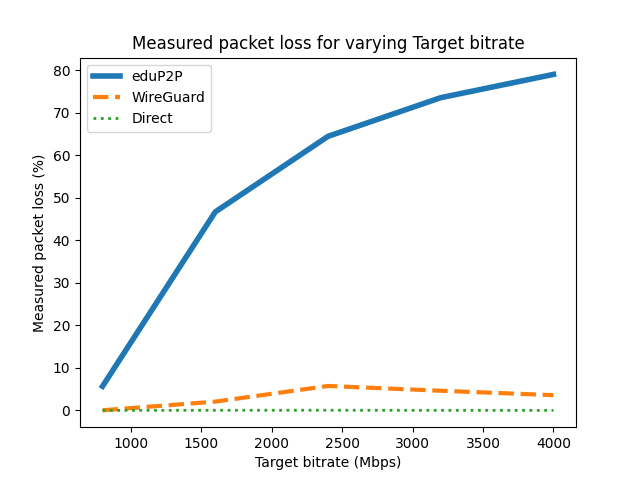 Measured packet loss for varying Target bitrate
eduP2P
WireGuard
Direct
Measured packet loss (%)
80
70
60
50
40
30
20
10
0
1000 1500 2000 2500 3000 3500 4000
Target bitrate (Mbps)